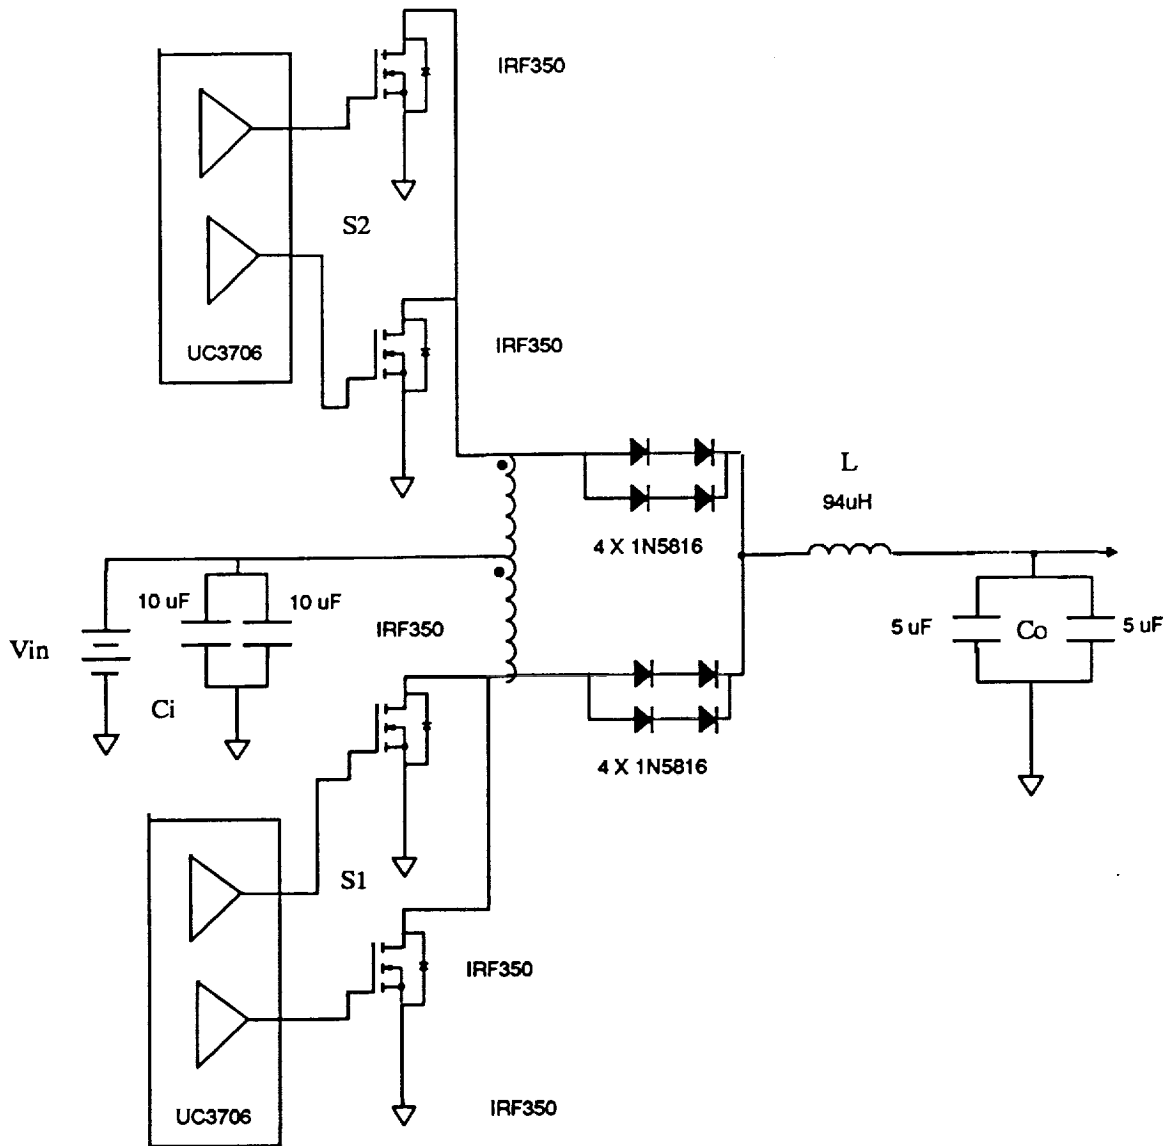 IRF350
S2
IRF350
UC3706
L
94uH
4 X 1N5816
10 uF
10 uF
IRF350
5 uF
Co
5 uF
Vin
Ci
4 X 1N5816
S1
IRF350
UC3706
IRF350